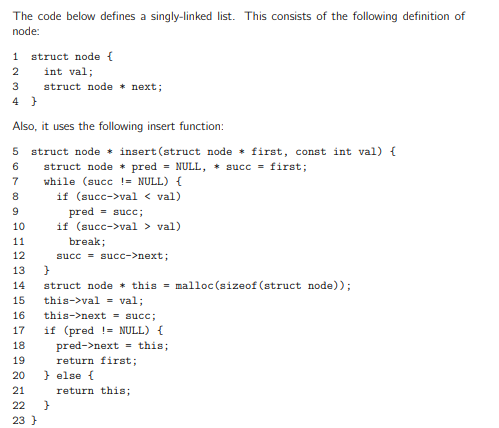 The code below defines a singly-linked list. This consists of the following definition of
node:
1 struct node {
2   int val;
3   struct node * next;
4 }
Also, it uses the following insert function:
5 struct node * insert(struct node * first, const int val) {
6   struct node * pred = NULL, * succ = first;
7   while (succ != NULL) {
8     if (succ->val < val)
9       pred = succ;
10     if (succ->val > val)
11       break;
12     succ = succ->next;
13   }
14   struct node * this = malloc(sizeof(struct node));
15   this->val = val;
16   this->next = succ;
17   if (pred != NULL) {
18     pred->next = this;
19     return first;
20   } else {
21     return this;
22   }
23 }